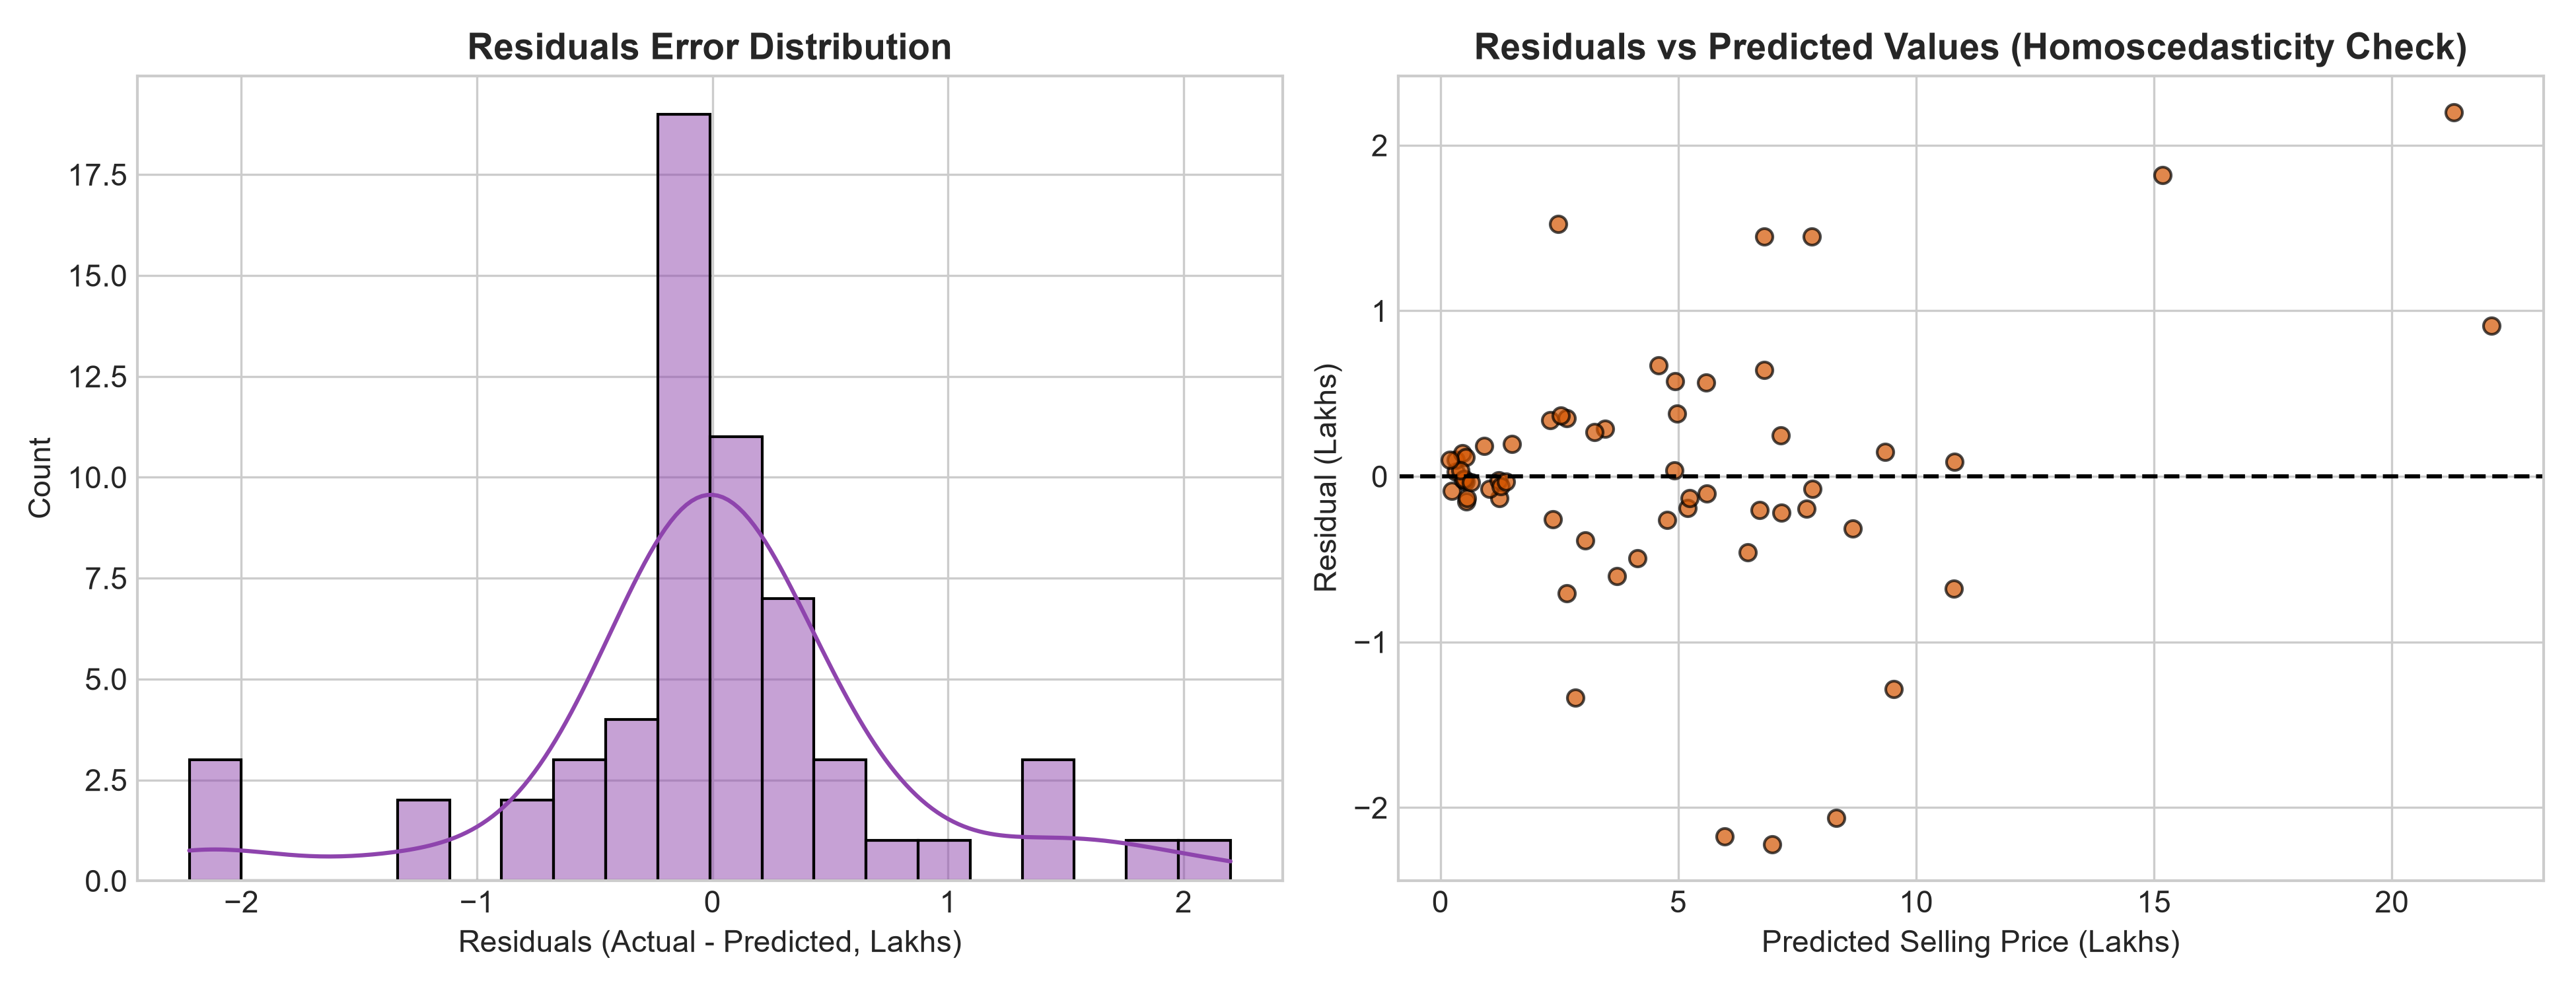 Residuals Error Distribution
Count
17.5
15.0
12.5
10.0
7.5
5.0
2.5
0.0
−2 −1 0 1 2
Residuals (Actual - Predicted, Lakhs)
Residuals vs Predicted Values (Homoscedasticity Check)
Residual (Lakhs)
2
1
0
−1
−2
0 5 10 15 20
Predicted Selling Price (Lakhs)